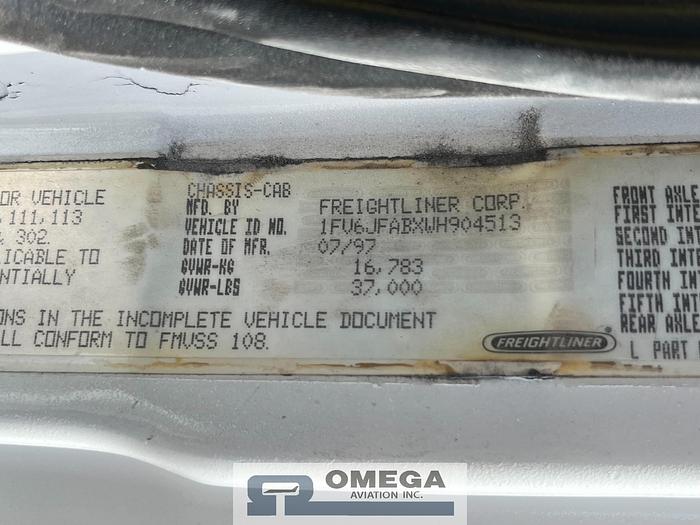 OR VEHICLE
111,113
302.
ICABLE TO
ENTIALLY
CHASSIS-CAB
MFD. BY FREIGHTLINER CORP.
VEHICLE ID NO. 1FV6JFABXWH904513
DATE OF MFR. 07/97
GVWR-KG 16,783
GVWR-LBS 37,000
ONS IN THE INCOMPLETE VEHICLE DOCUMENT
LL CONFORM TO FMVSS 108.
FREIGHTLINER
FRONT AXLE
FIRST INTE
SECOND INT
THIRD INTE
FOURTH INT
FIFTH INTE
REAR AXLE
L PART
OMEGA
AVIATION INC.